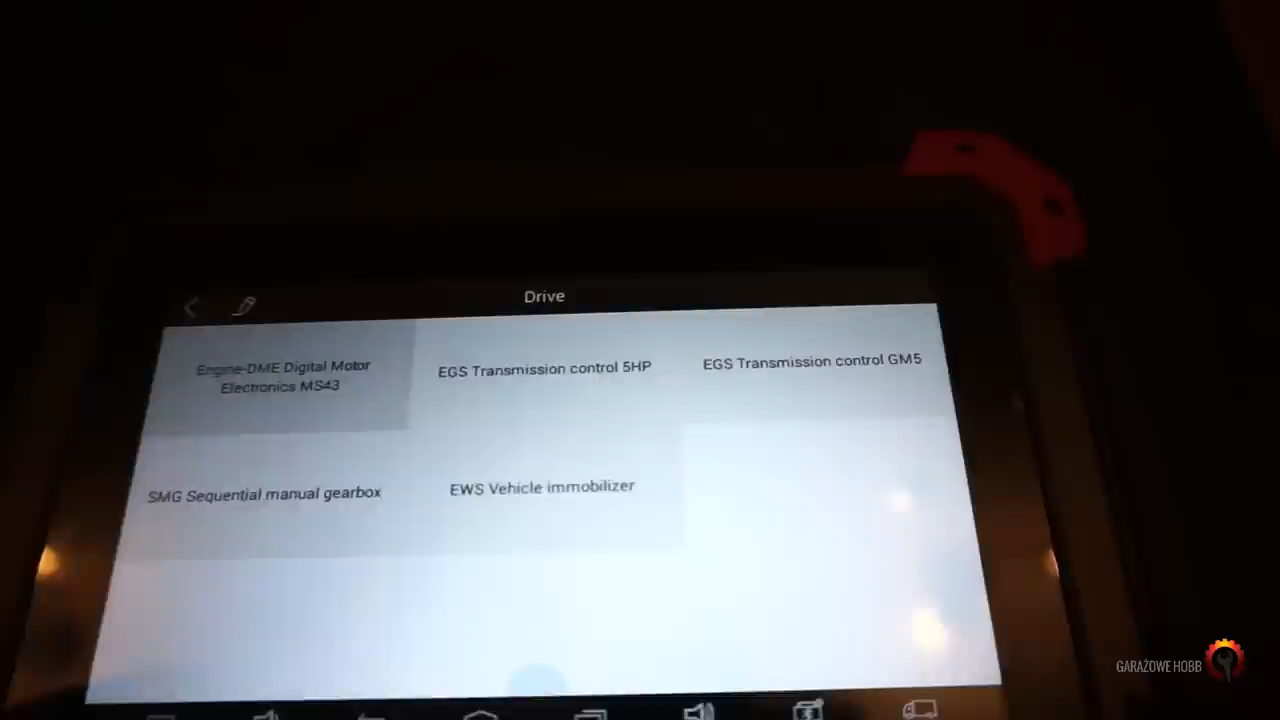 Drive
Engine-DME Digital Motor
Electronics MS43
EGS Transmission control 5HP
EGS Transmission control GM5
SMG Sequential manual gearbox
EWS Vehicle immobilizer
GARAŻOWE HOBB